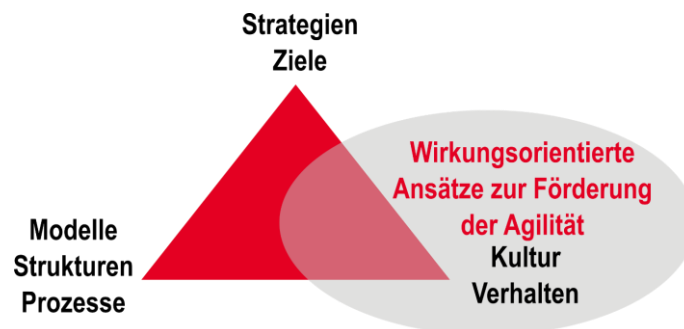 Strategien
Ziele
Wirkungsorientierte
Ansätze zur Förderung
der Agilität
Kultur
Verhalten
Modelle
Strukturen
Prozesse